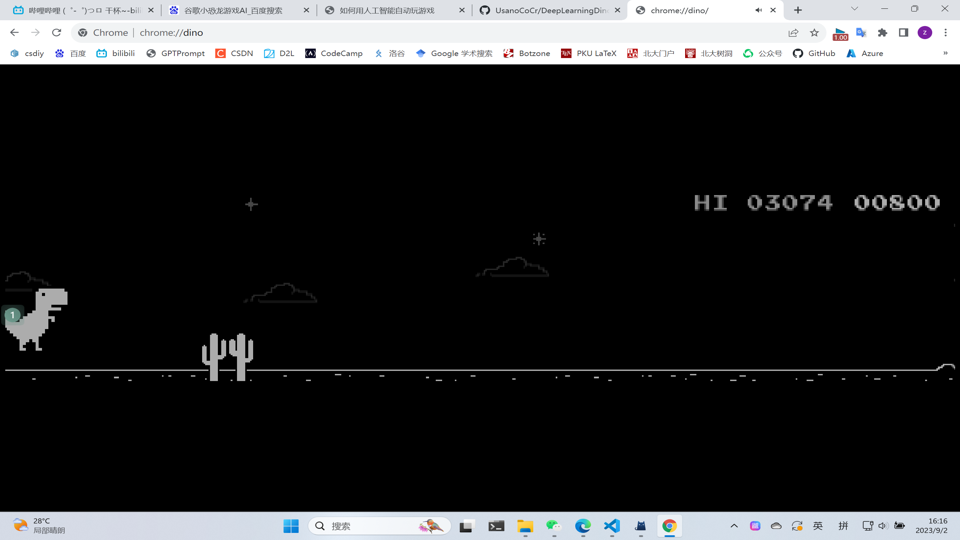 哔哩哔哩 (゜-゜)つロ 干杯~-bili
谷歌小恐龙游戏AI_百度搜索
如何用人工智能自动玩游戏
UsanoCoCr/DeepLearningDin
chrome://dino/
Chrome | chrome://dino
1.00
z
csdiy
百度
bilibili
GPTPrompt
CSDN
D2L
CodeCamp
洛谷
Google 学术搜索
Botzone
PKU LaTeX
北大门户
北大树洞
公众号
GitHub
Azure
»
HI 03074 00800
1
28°C
局部晴朗
搜索
英
拼
16:16
2023/9/2